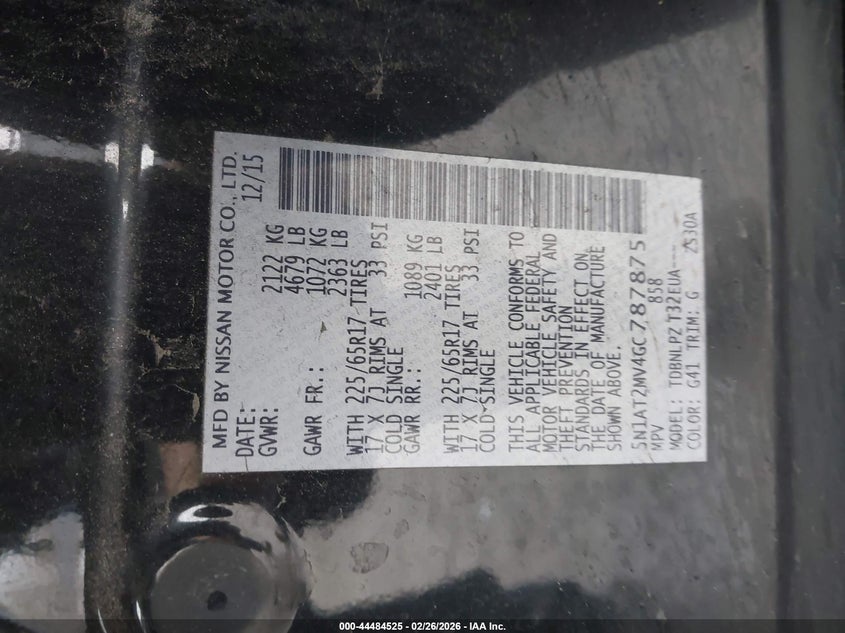 MFD BY NISSAN MOTOR CO., LTD.
DATE: 12/15
GVWR: 2122 KG
4679 LB
GAWR FR.: 1072 KG
2363 LB
WITH 225/65R17 TIRES
17 X 7J RIMS AT 33 PSI
COLD SINGLE
GAWR RR.: 1089 KG
2401 LB
WITH 225/65R17 TIRES
17 X 7J RIMS AT 33 PSI
COLD SINGLE
THIS VEHICLE CONFORMS TO
ALL APPLICABLE FEDERAL
MOTOR VEHICLE SAFETY AND
THEFT PREVENTION
STANDARDS IN EFFECT ON
THE DATE OF MANUFACTURE
SHOWN ABOVE.
5N1AT2MV4GC787875
MPV 858
MODEL: TDBNLPZ T32EUA----
COLOR: G41 TRIM: G 2S30A
000-44484525 - 02/26/2026 - IAA Inc.